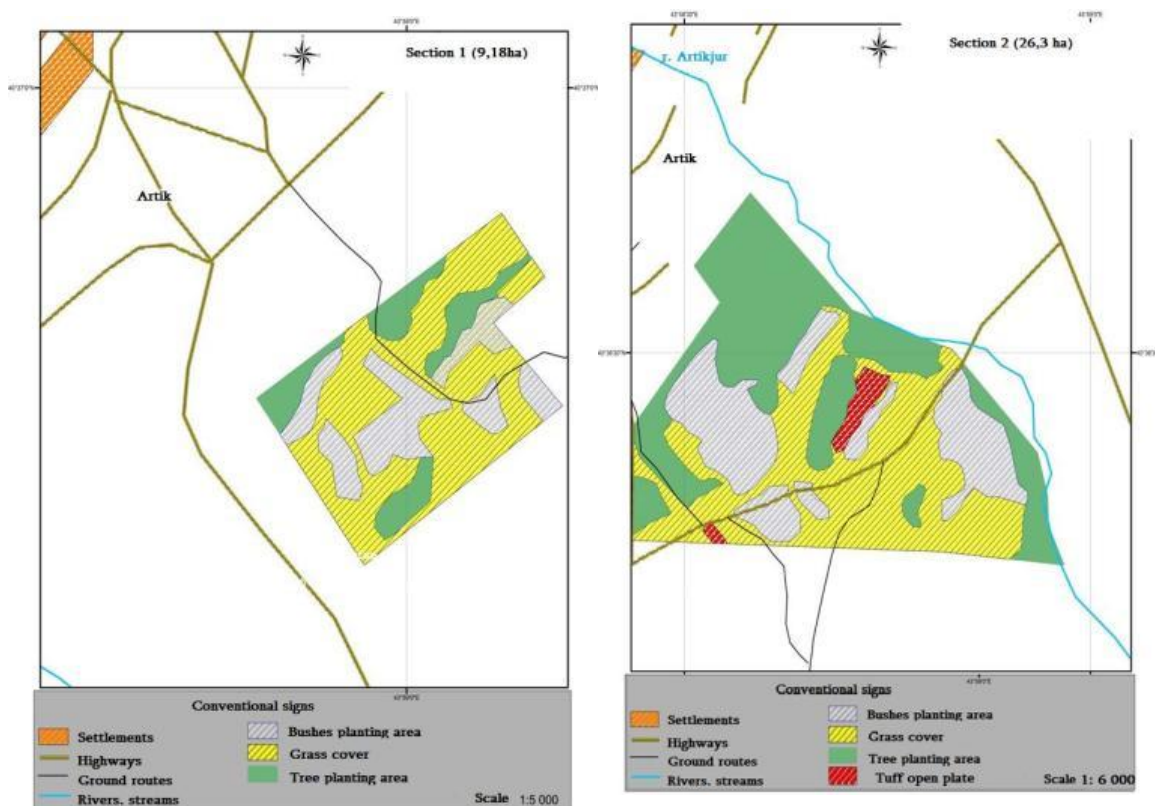 Section 1 (9,18ha)
Artik
Conventional signs
Settlements
Highways
Ground routes
Rivers. streams
Bushes planting area
Grass cover
Tree planting area
Scale 1:5 000
Section 2 (26,3 ha)
r. Artikjur
Artik
Conventional signs
Settlements
Highways
Ground routes
Rivers. streams
Bushes planting area
Grass cover
Tree planting area
Tuff open plate
Scale 1: 6 000